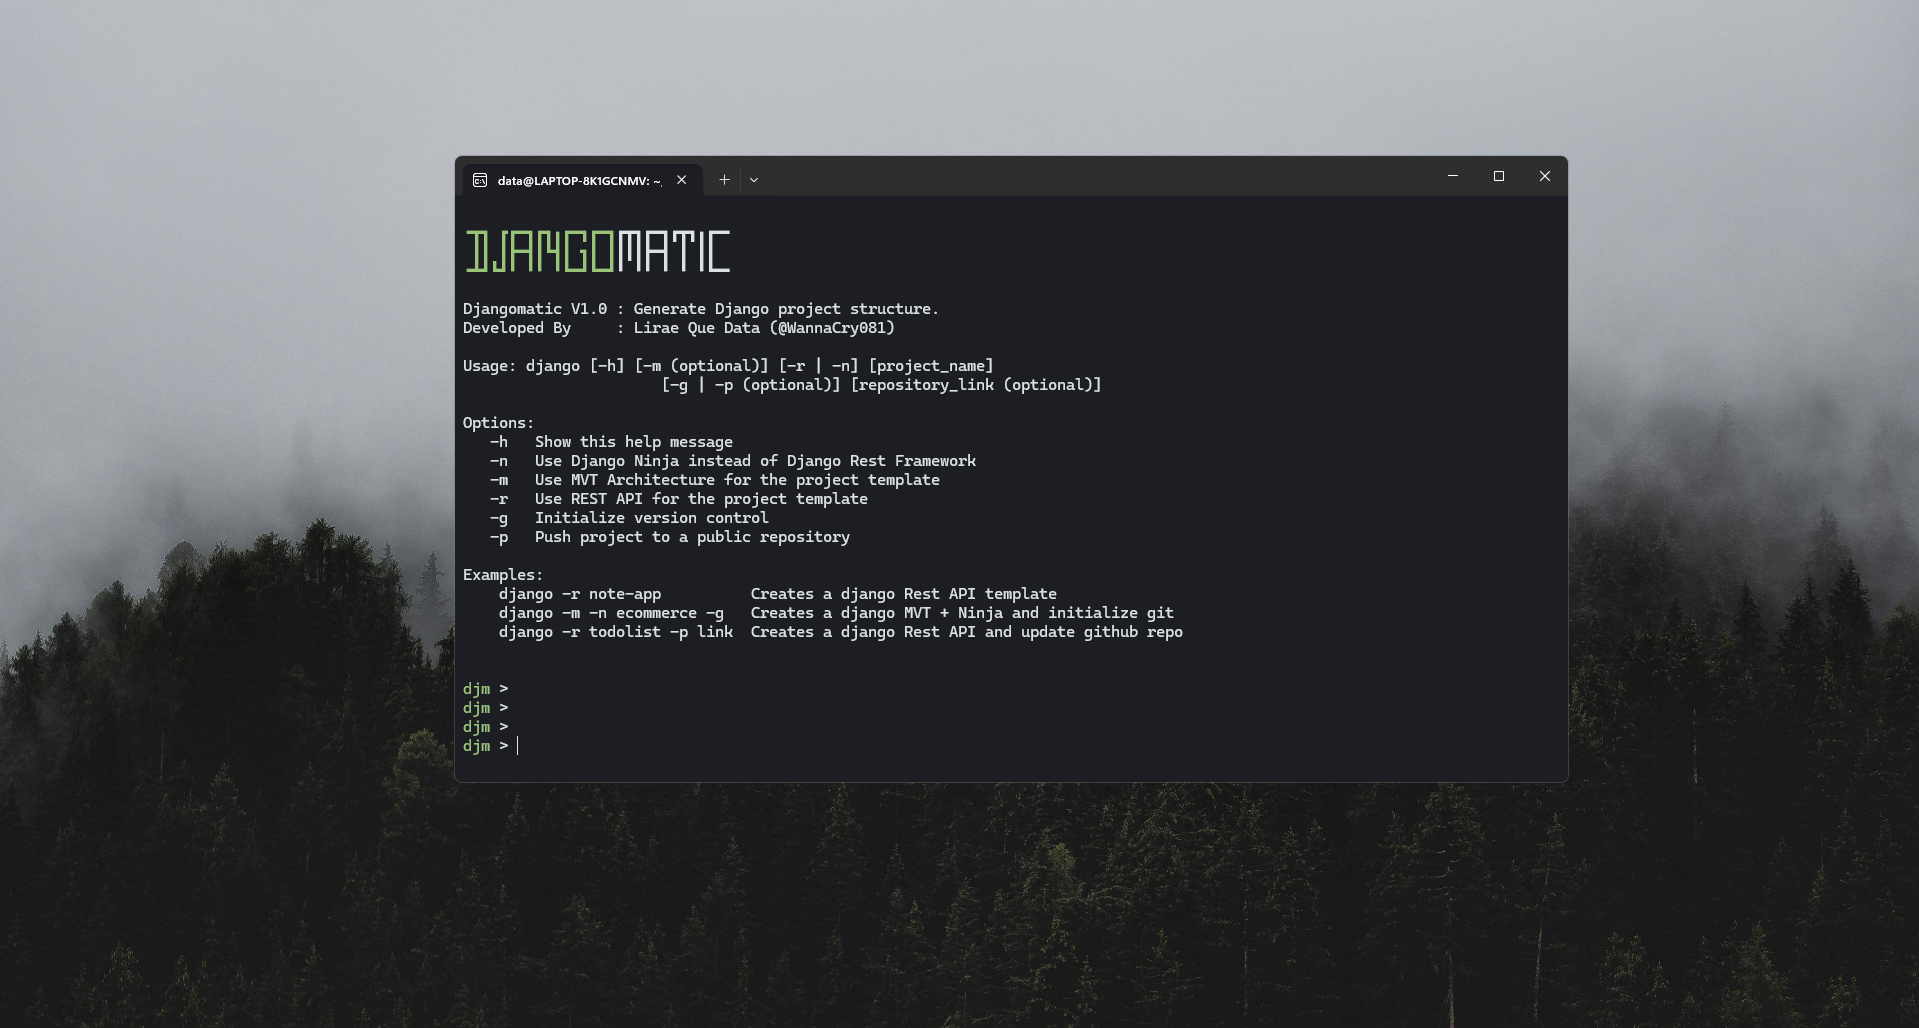 data@LAPTOP-8K1GCNMV: ~
DJANGOMATIC
Djangomatic V1.0 : Generate Django project structure.
Developed By     : Lirae Que Data (@WannaCry081)
Usage: django [-h] [-m (optional)] [-r | -n] [project_name]
[-g | -p (optional)] [repository_link (optional)]
Options:
-h   Show this help message
-n   Use Django Ninja instead of Django Rest Framework
-m   Use MVT Architecture for the project template
-r   Use REST API for the project template
-g   Initialize version control
-p   Push project to a public repository
Examples:
django -r note-app          Creates a django Rest API template
django -m -n ecommerce -g   Creates a django MVT + Ninja and initialize git
django -r todolist -p link  Creates a django Rest API and update github repo
djm >
djm >
djm >
djm >